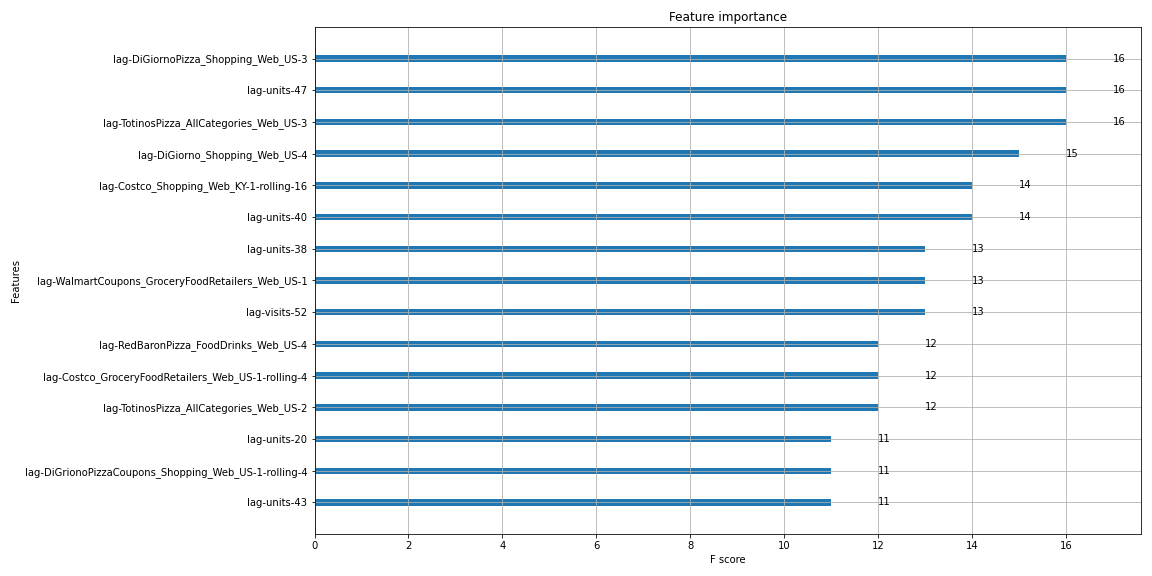 Feature importance
lag-DiGiornoPizza_Shopping_Web_US-3 16
lag-units-47 16
lag-TotinosPizza_AllCategories_Web_US-3 16
lag-DiGiorno_Shopping_Web_US-4 15
lag-Costco_Shopping_Web_KY-1-rolling-16 14
lag-units-40 14
lag-units-38 13
lag-WalmartCoupons_GroceryFoodRetailers_Web_US-1 13
lag-visits-52 13
lag-RedBaronPizza_FoodDrinks_Web_US-4 12
lag-Costco_GroceryFoodRetailers_Web_US-1-rolling-4 12
lag-TotinosPizza_AllCategories_Web_US-2 12
lag-units-20 11
lag-DiGrionoPizzaCoupons_Shopping_Web_US-1-rolling-4 11
lag-units-43 11
Features
0 2 4 6 8 10 12 14 16
F score